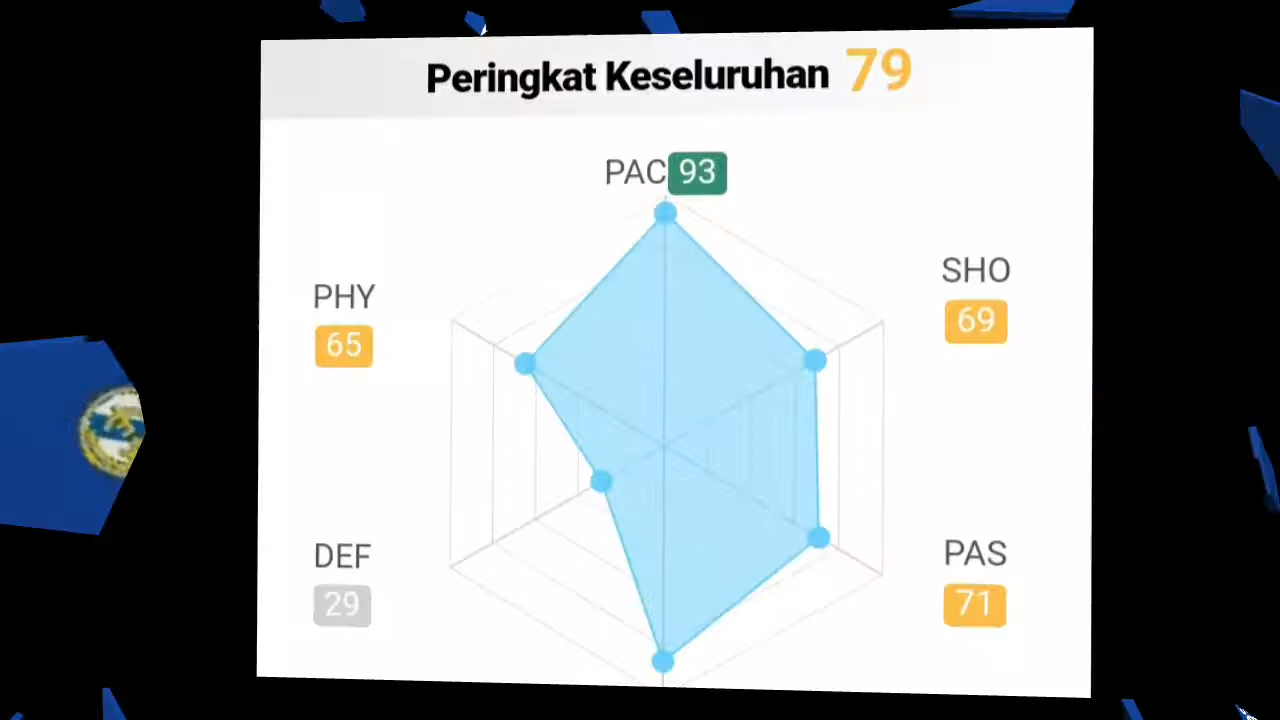 Peringkat Keseluruhan 79
PAC 93
SHO
69
PHY
65
DEF
29
PAS
71